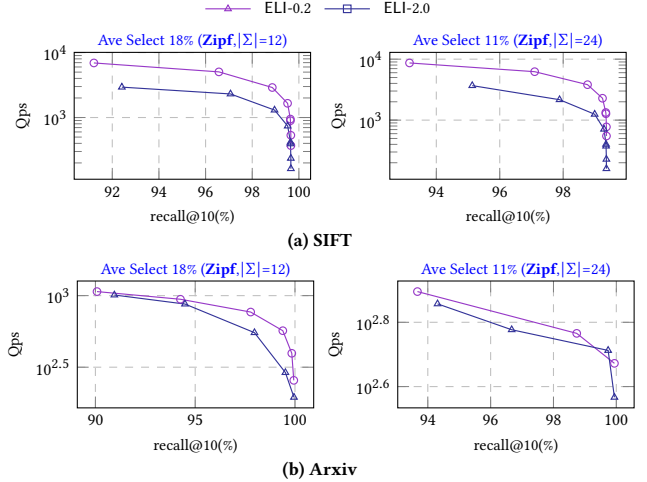 ELI-0.2 ELI-2.0
Ave Select 18% (Zipf,|Σ|=12)
10^4
10^3
Qps
92 94 96 98 100
recall@10(%)
Ave Select 11% (Zipf,|Σ|=24)
10^4
10^3
Qps
94 96 98
recall@10(%)
(a) SIFT
Ave Select 18% (Zipf,|Σ|=12)
10^3
10^2.5
Qps
90 95 100
recall@10(%)
Ave Select 11% (Zipf,|Σ|=24)
10^2.8
10^2.6
Qps
94 96 98 100
recall@10(%)
(b) Arxiv